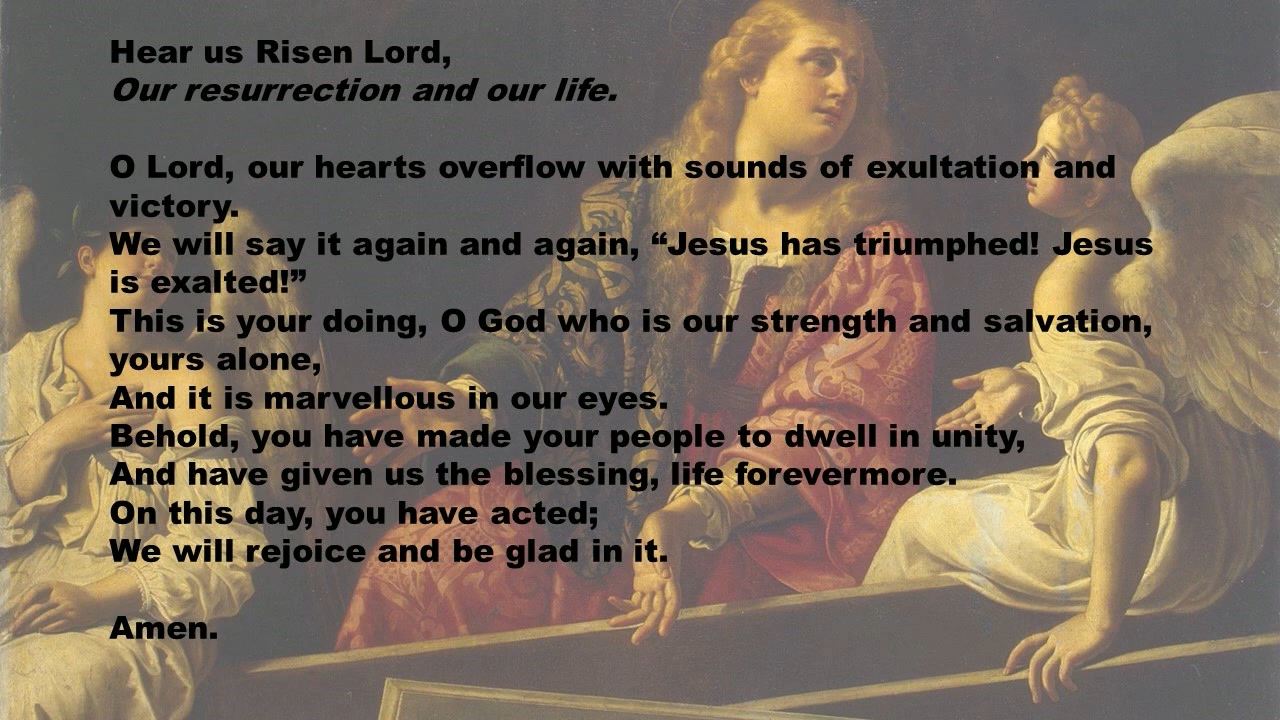 Hear us Risen Lord,
Our resurrection and our life.
O Lord, our hearts overflow with sounds of exultation and
victory.
We will say it again and again, “Jesus has triumphed! Jesus
is exalted!”
This is your doing, O God who is our strength and salvation,
yours alone,
And it is marvellous in our eyes.
Behold, you have made your people to dwell in unity,
And have given us the blessing, life forevermore.
On this day, you have acted;
We will rejoice and be glad in it.
Amen.